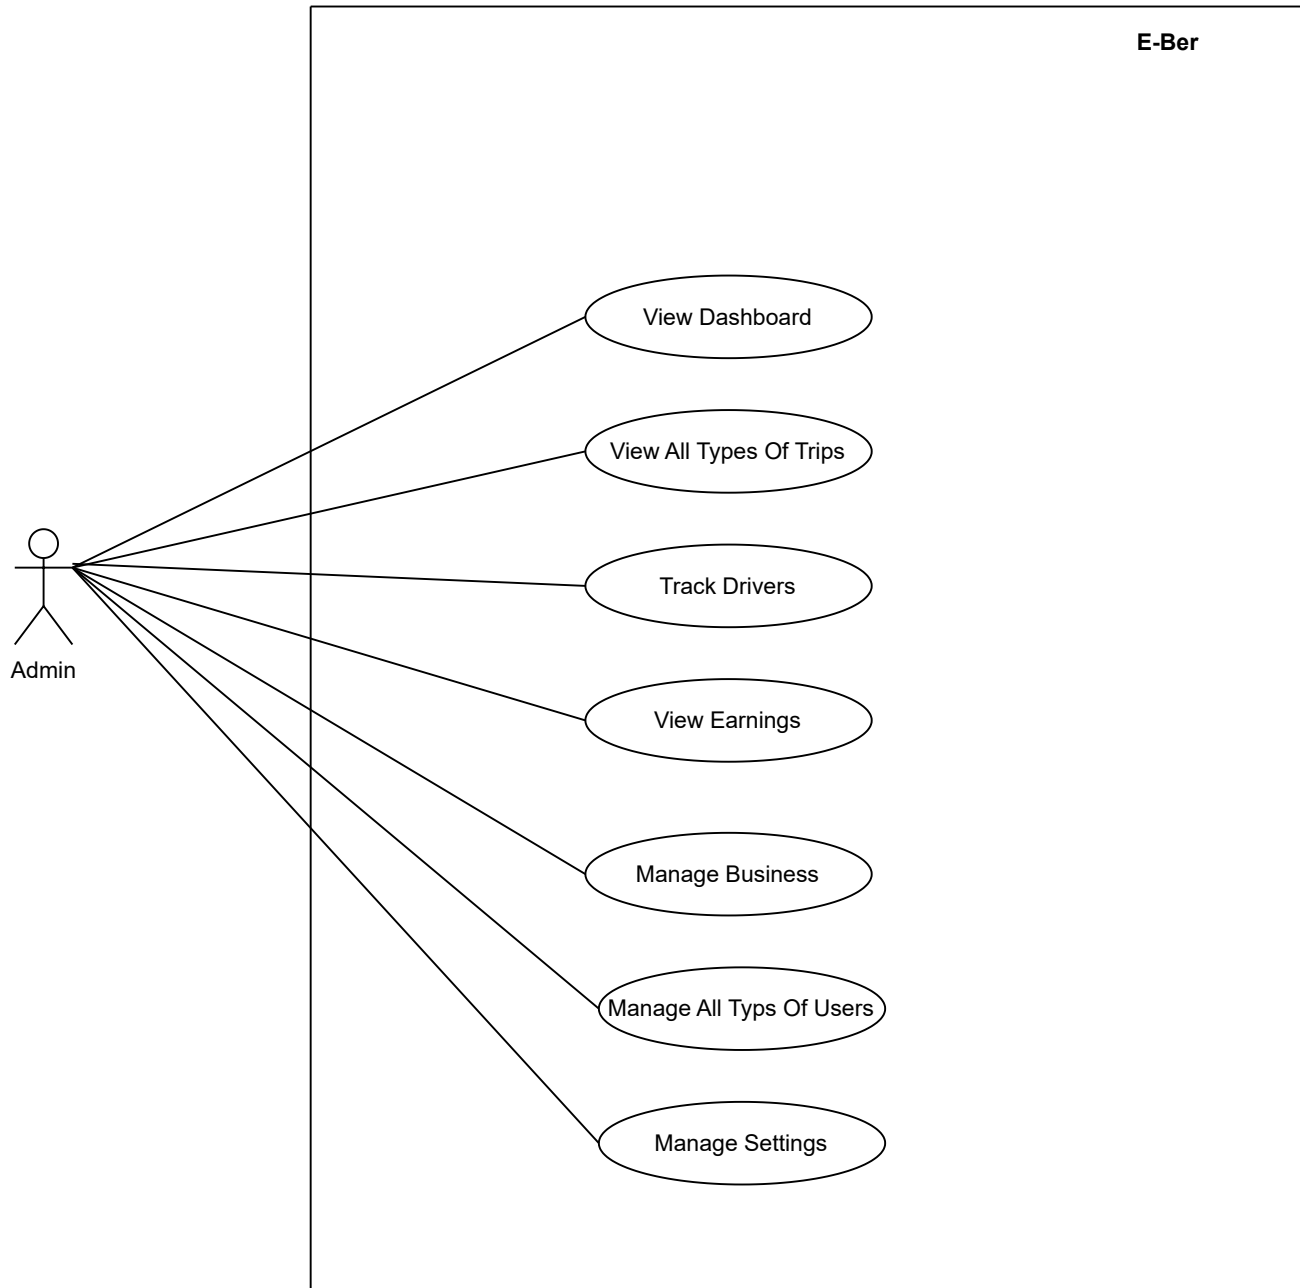 E-Ber
View Dashboard
View All Types Of Trips
Track Drivers
Admin
View Earnings
Manage Business
Manage All Typs Of Users
Manage Settings